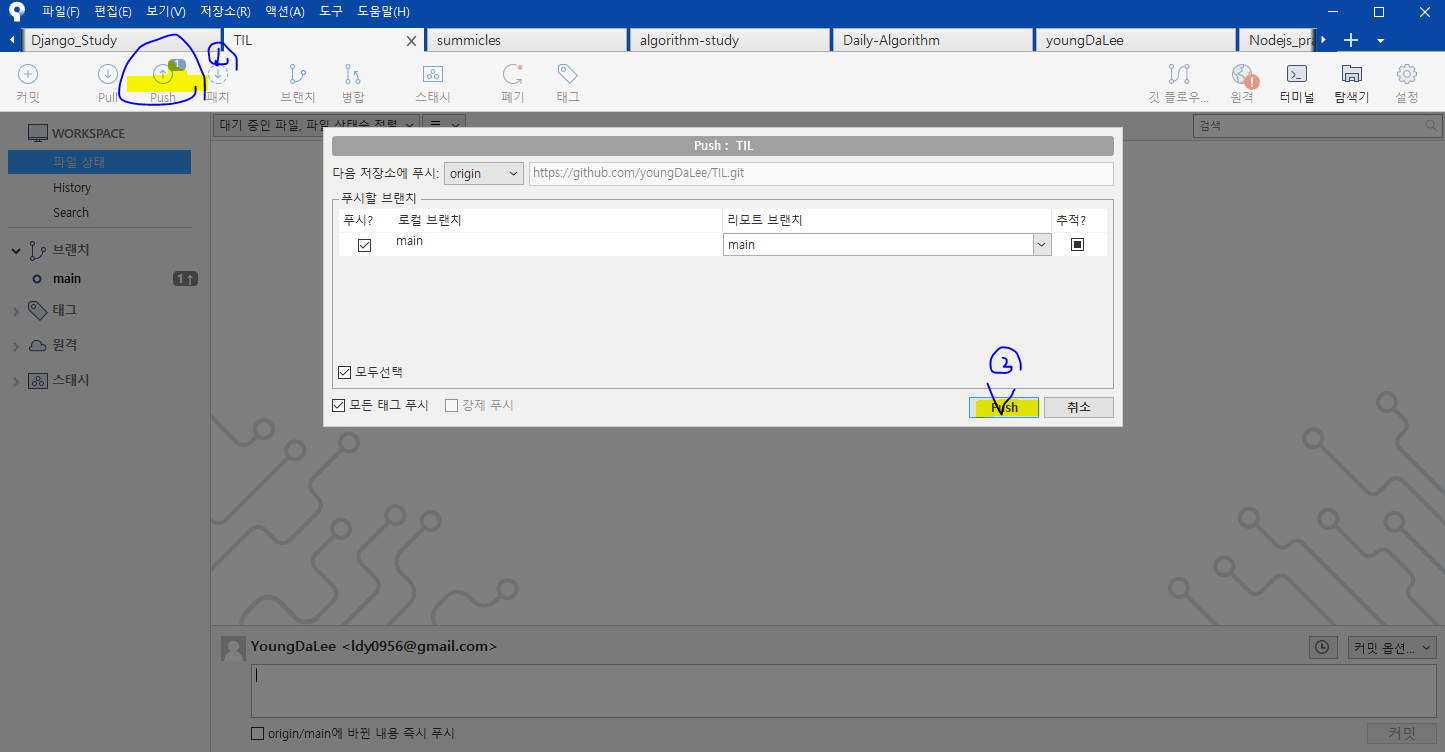 파일(F) 편집(E) 보기(V) 저장소(R) 액션(A) 도구 도움말(H)
Django_Study TIL summicles algorithm-study Daily-Algorithm youngDaLee Nodejs_pra
1
커밋 Pull Push 패치 브랜치 병합 스태시 폐기 태그 깃 플로우... 원격 터미널 탐색기 설정
WORKSPACE
파일 상태
History
Search
브랜치
main 1↑
태그
원격
스태시
대기 중인 파일, 파일 상태순 정렬
검색
Push : TIL
다음 저장소에 푸시: origin https://github.com/youngDaLee/TIL.git
푸시할 브랜치
푸시? 로컬 브랜치 리모트 브랜치 추적?
main main
모두선택
②
모든 태그 푸시 강제 푸시 Push 취소
YoungDaLee <ldy0956@gmail.com> 커밋 옵션...
origin/main에 바뀐 내용 즉시 푸시 커밋